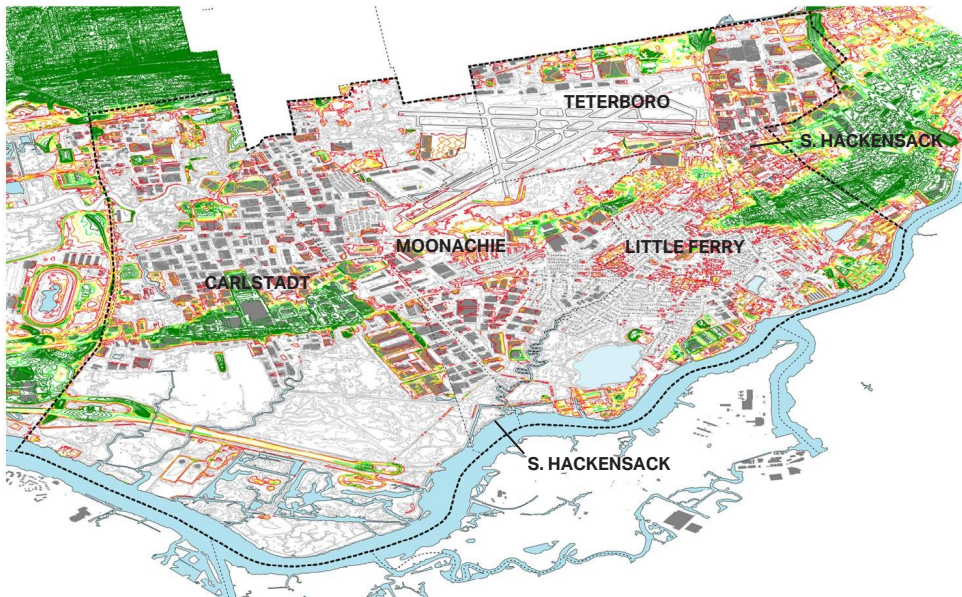 TETERBORO
S. HACKENSACK
MOONACHIE
LITTLE FERRY
CARLSTADT
S. HACKENSACK